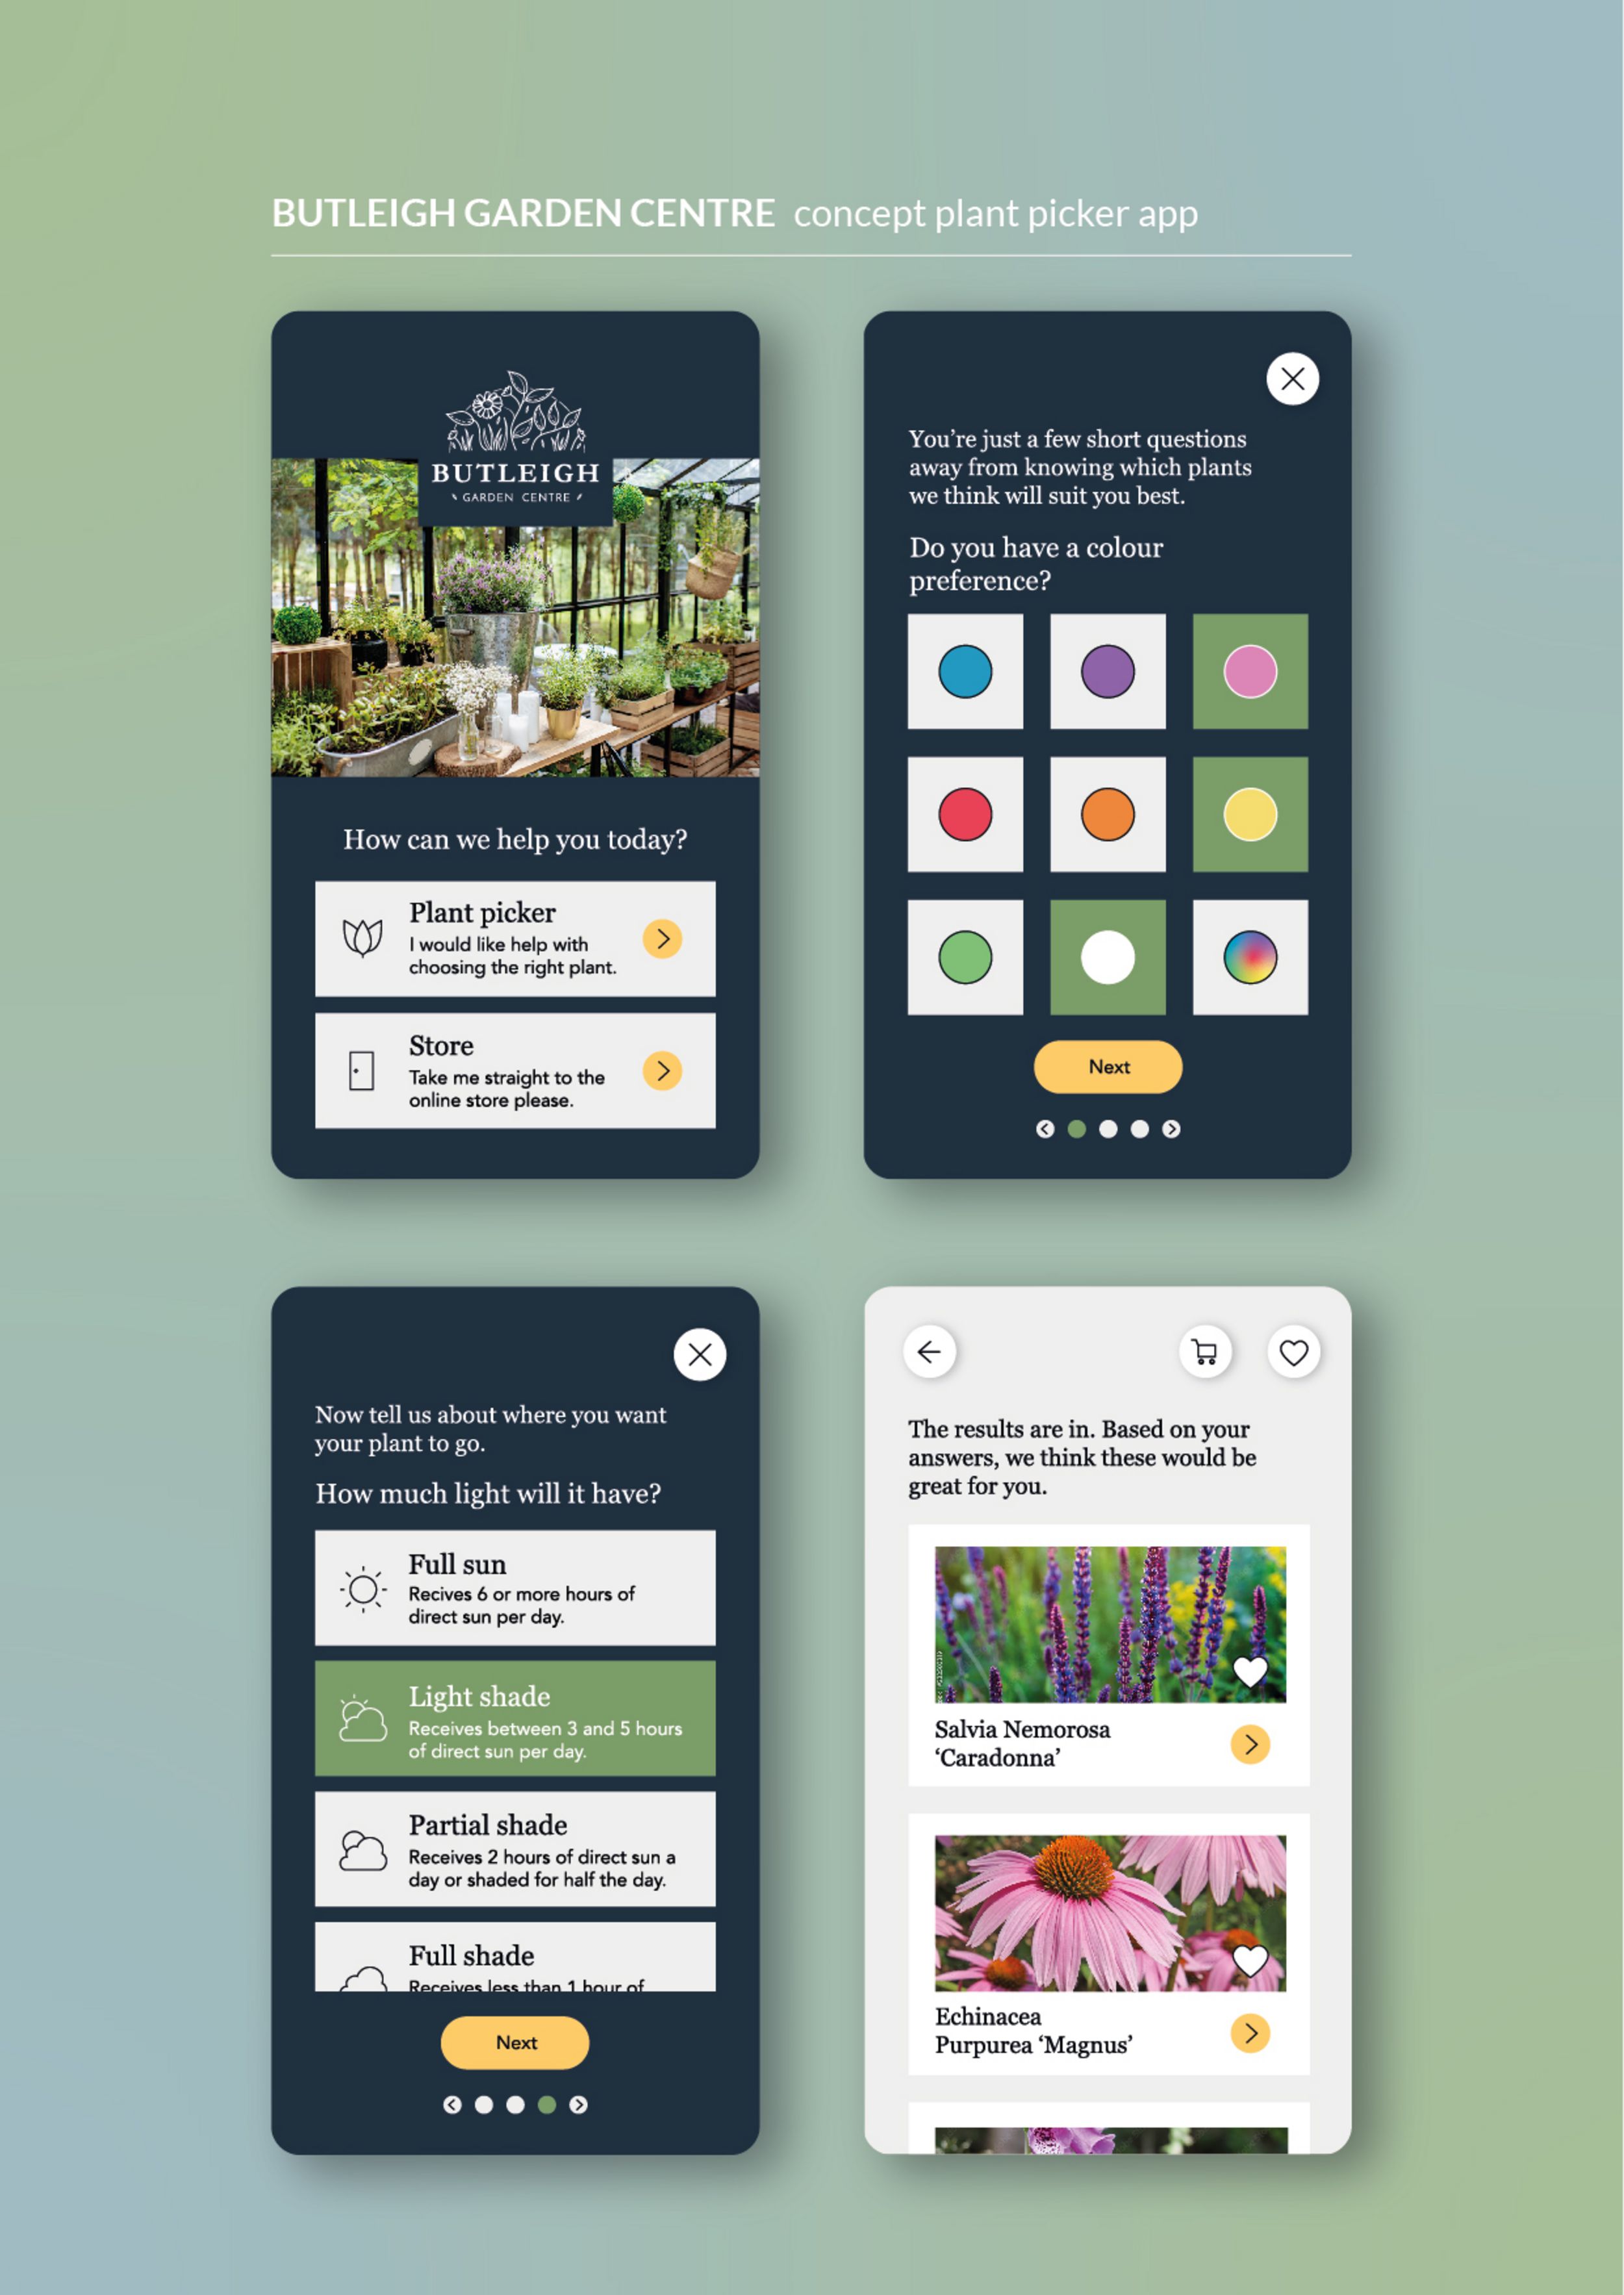 BUTLEIGH GARDEN CENTRE concept plant picker app
BUTLEIGH
GARDEN CENTRE
How can we help you today?
Plant picker
I would like help with
choosing the right plant.
Store
Take me straight to the
online store please.
You're just a few short questions
away from knowing which plants
we think will suit you best.
Do you have a colour
preference?
Next
Now tell us about where you want
your plant to go.
How much light will it have?
Full sun
Recives 6 or more hours of
direct sun per day.
Light shade
Receives between 3 and 5 hours
of direct sun per day.
Partial shade
Receives 2 hours of direct sun a
day or shaded for half the day.
Full shade
Receives less than 1 hour of
Next
The results are in. Based on your
answers, we think these would be
great for you.
Salvia Nemorosa
‘Caradonna’
Echinacea
Purpurea ‘Magnus’